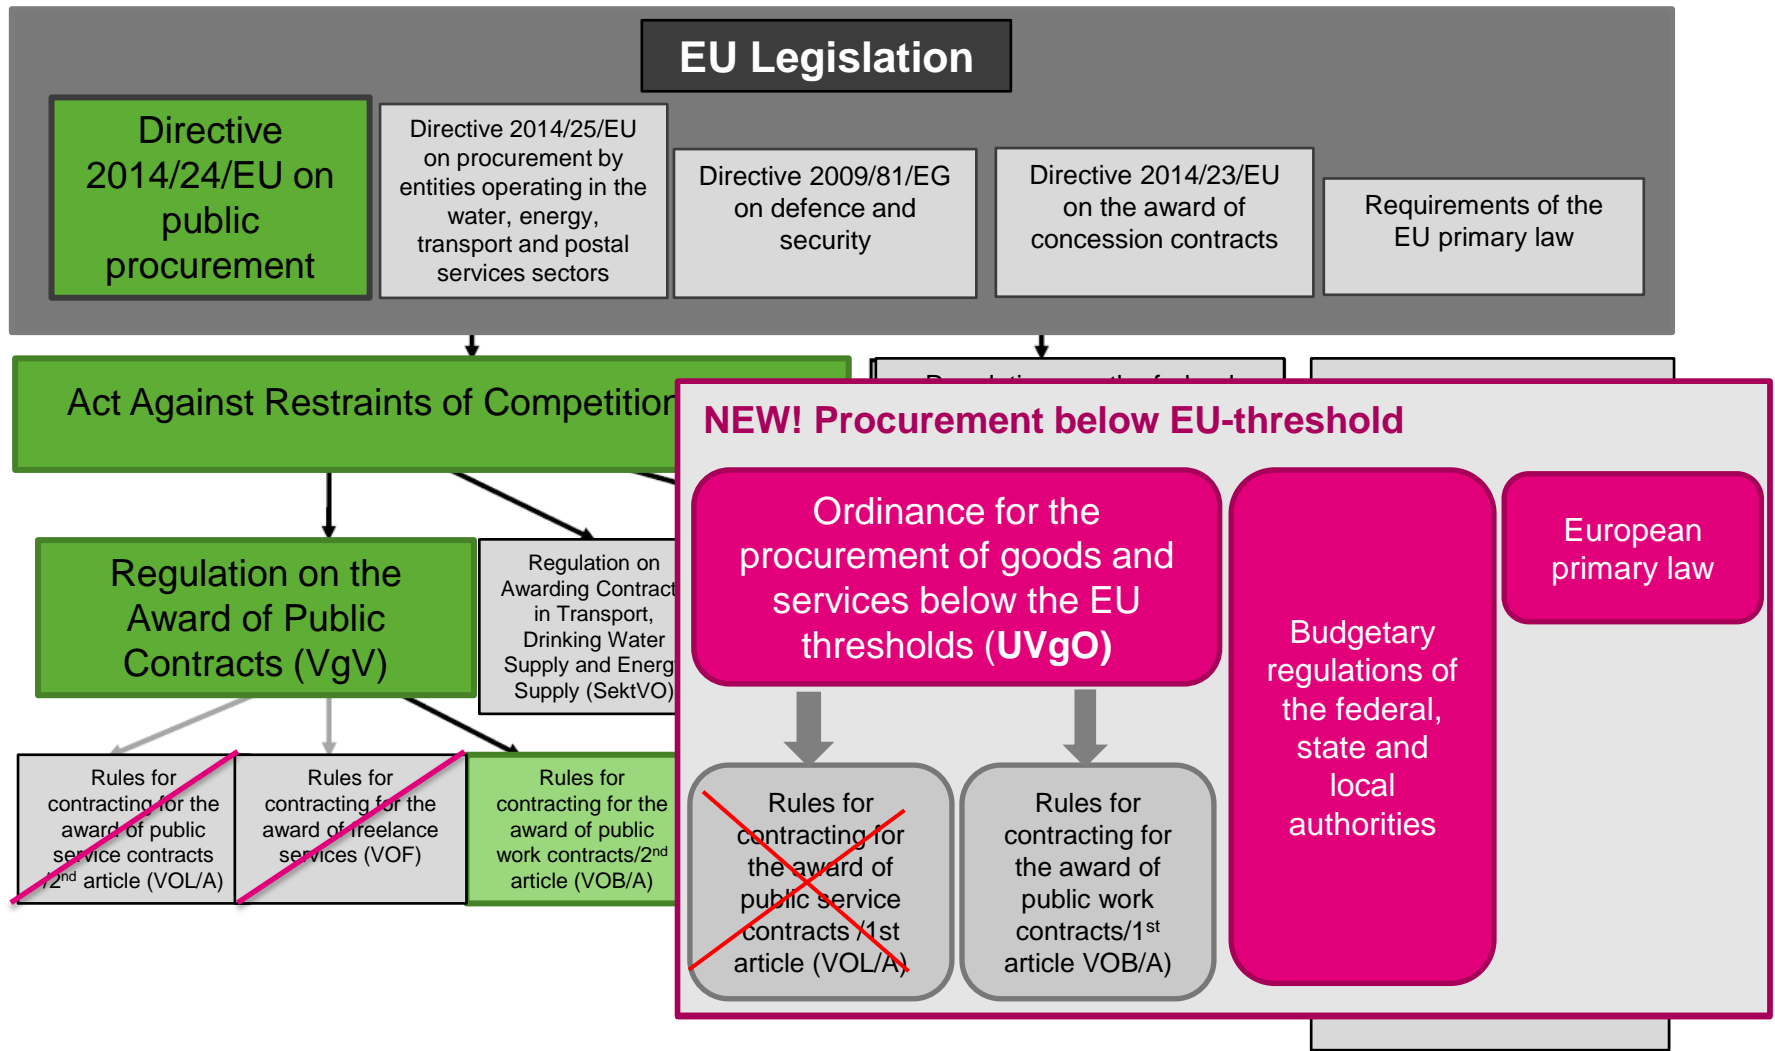 EU Legislation
Directive
2014/24/EU on
public
procurement
Directive 2014/25/EU
on procurement by
entities operating in the
water, energy,
transport and postal
services sectors
Directive 2009/81/EG
on defence and
security
Directive 2014/23/EU
on the award of
concession contracts
Requirements of the
EU primary law
Act Against Restraints of Competition
NEW! Procurement below EU-threshold
Ordinance for the
procurement of goods and
services below the EU
thresholds (UVgO)
Budgetary
regulations of
the federal,
state and
local
authorities
European
primary law
Regulation on the
Award of Public
Contracts (VgV)
Regulation on
Awarding Contract
in Transport,
Drinking Water
Supply and Energy
Supply (SektVO)
Rules for
contracting for the
award of public
service contracts
/2nd article (VOL/A)
Rules for
contracting for the
award of freelance
services (VOF)
Rules for
contracting for the
award of public
work contracts/2nd
article (VOB/A)
Rules for
contracting for
the award of
public service
contracts /1st
article (VOL/A)
Rules for
contracting for
the award of
public work
contracts/1st
article VOB/A)